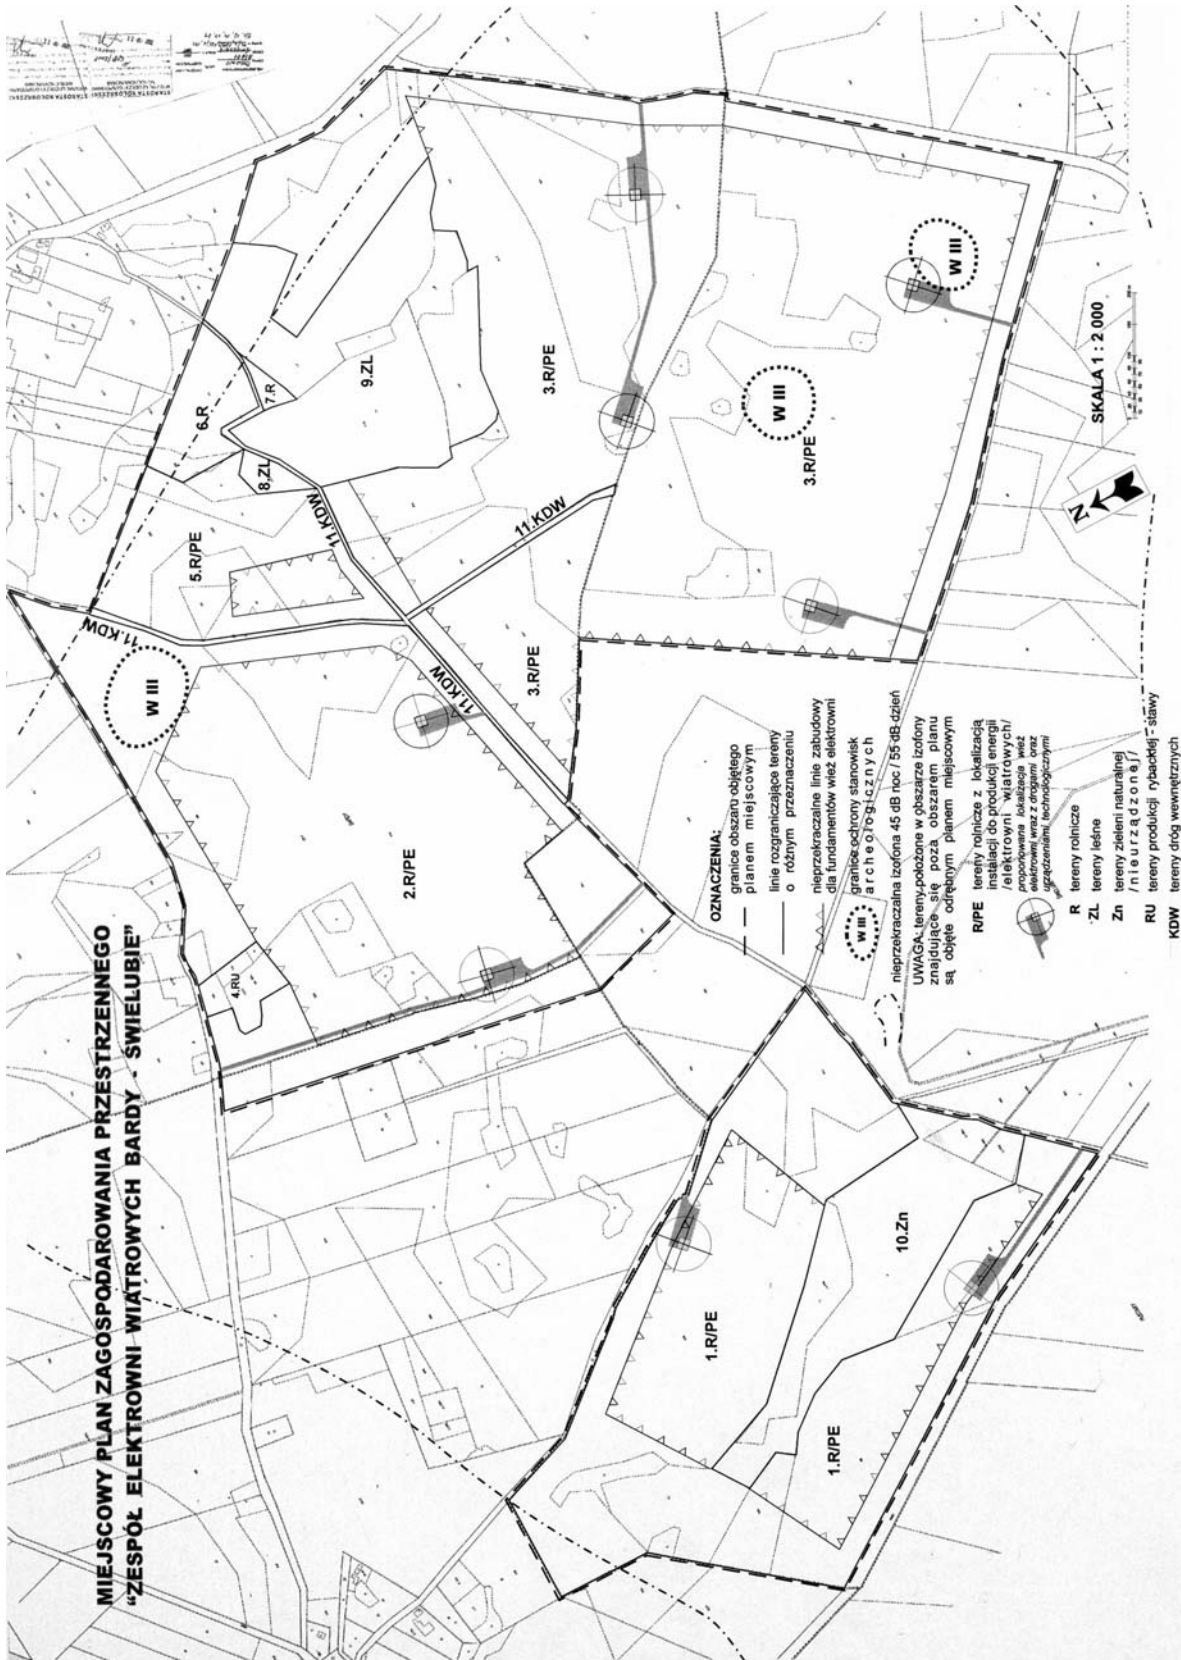 MIEJSCOWY PLAN ZAGOSPODAROWANIA PRZESTRZENNEGO
“ZESPÓŁ ELEKTROWNI WIATROWYCH BARDY - ŚWIELUBIE”
STAROSTA KOŁOBRZESKI
STAROSTA KOŁOBRZESKI
4.RU
2.R/PE
W III
11.KDW
5.R/PE
6.R
7.R
8.ZL
9.ZL
11.KDW
11.KDW
11.KDW
3.R/PE
3.R/PE
3.R/PE
W III
W III
1.R/PE
10.Zn
1.R/PE
N
SKALA 1 : 2 000
OZNACZENIA:
granice obszaru objętego
planem miejscowym
linie rozgraniczające tereny
o różnym przeznaczeniu
nieprzekraczalne linie zabudowy
dla fundamentów wież elektrowni
W III granice ochrony stanowisk
archeologicznych
nieprzekraczalna izofona 45 dB noc / 55 dB dzień
UWAGA: tereny położone w obszarze izofony
znajdujące się poza obszarem planu
są objęte odrębnym planem miejscowym
R/PE tereny rolnicze z lokalizacją
instalacji do produkcji energii
/elektrowni wiatrowych/
proponowana lokalizacja wież
elektrowni wraz z drogami oraz
urządzeniami technologicznymi
R tereny rolnicze
ZL tereny leśne
Zn tereny zieleni naturalnej
/nieurządzonej/
RU tereny produkcji rybackiej - stawy
KDW tereny dróg wewnętrznych